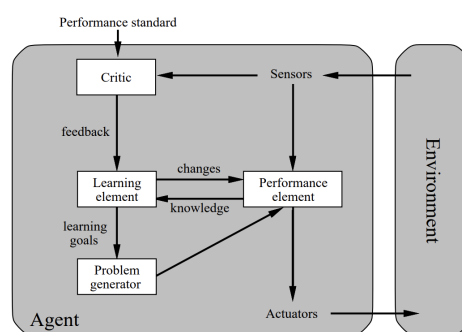 Performance standard
Critic
Sensors
feedback
changes
Learning
element
Performance
element
knowledge
learning
goals
Problem
generator
Agent
Actuators
Environment